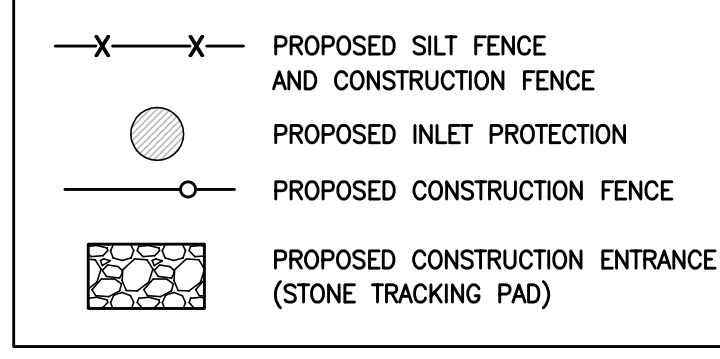 PROPOSED SILT FENCE
AND CONSTRUCTION FENCE
PROPOSED INLET PROTECTION
PROPOSED CONSTRUCTION FENCE
PROPOSED CONSTRUCTION ENTRANCE
(STONE TRACKING PAD)